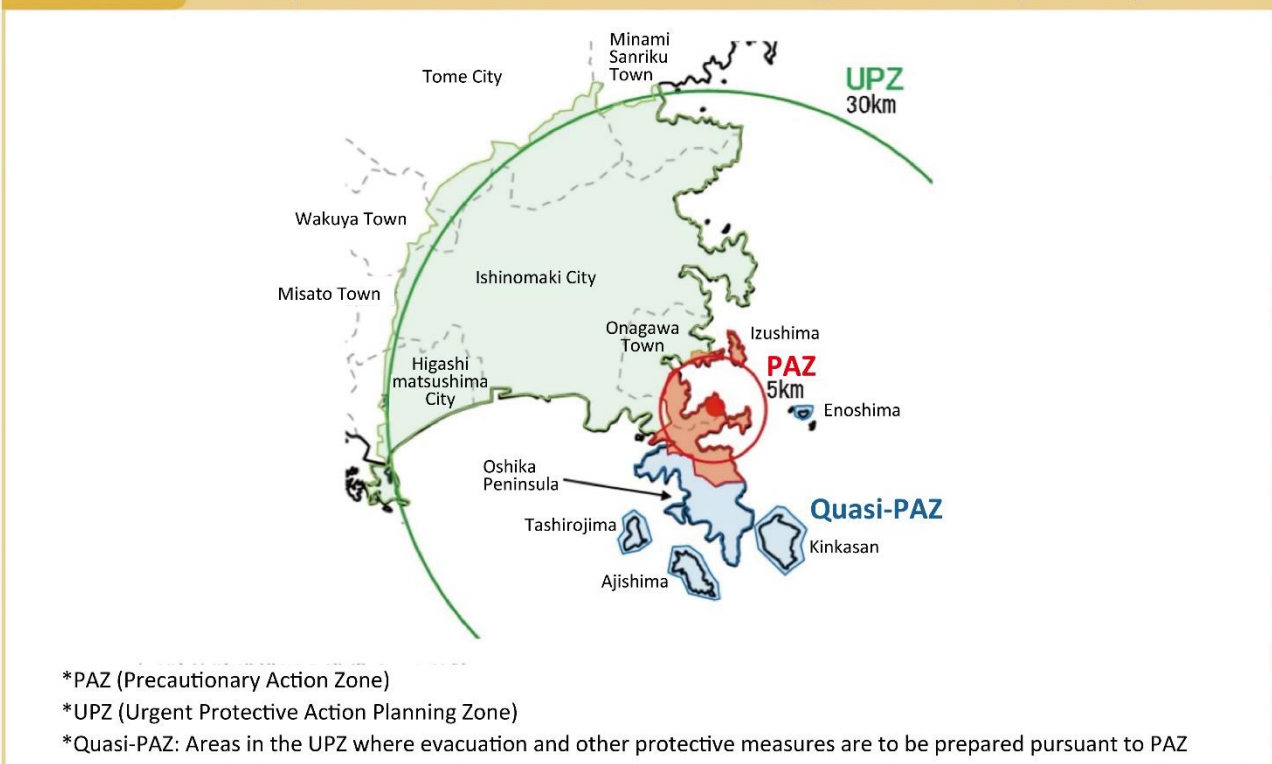 Minami
Sanriku
Town
Tome City
UPZ
30km
Wakuya Town
Ishinomaki City
Misato Town
Onagawa
Town
Izushima
Higashi
matsushima
City
PAZ
5km
Enoshima
Oshika
Peninsula
Quasi-PAZ
Tashirojima
Kinkasan
Ajishima
*PAZ (Precautionary Action Zone)
*UPZ (Urgent Protective Action Planning Zone)
*Quasi-PAZ: Areas in the UPZ where evacuation and other protective measures are to be prepared pursuant to PAZ